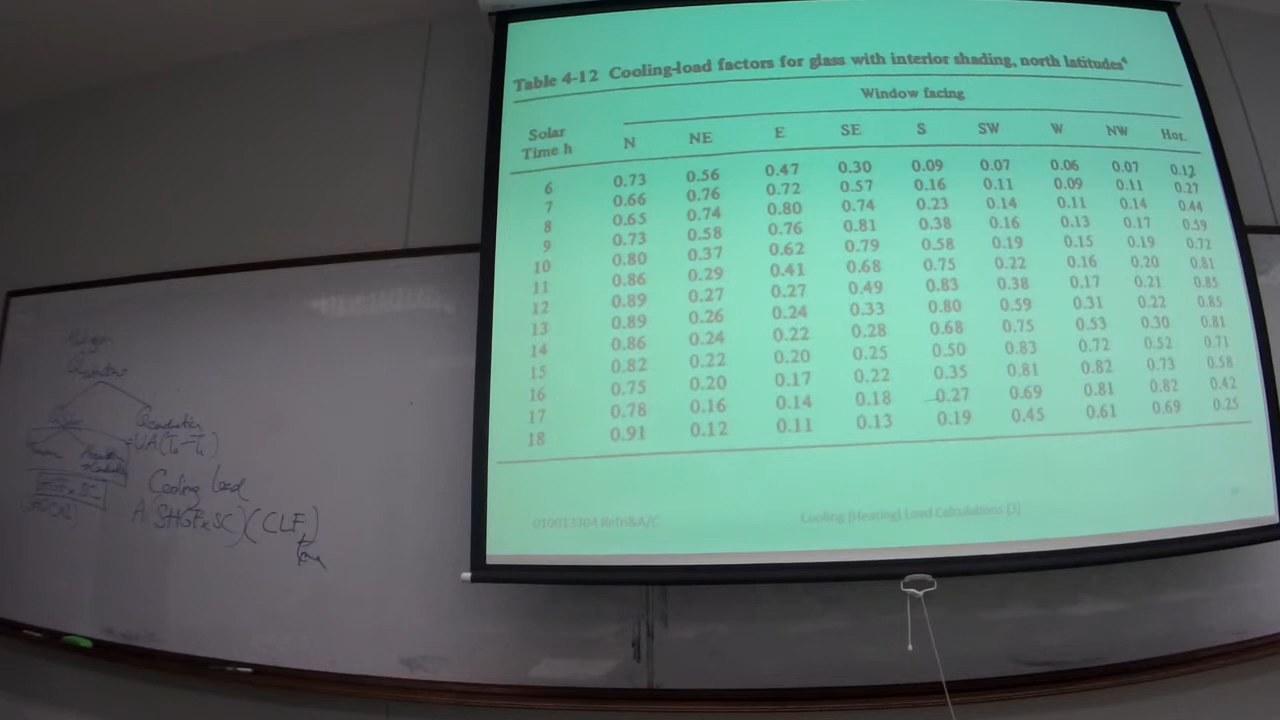 Table 4-12 Cooling-load factors for glass with interior shading, north latitudes⁴
Window facing
Solar Time h N NE E SE S SW W NW Hor.
6 0.73 0.56 0.47 0.30 0.09 0.07 0.06 0.07 0.12
7 0.66 0.76 0.72 0.57 0.16 0.11 0.09 0.11 0.27
8 0.65 0.74 0.80 0.74 0.23 0.14 0.11 0.14 0.44
9 0.73 0.58 0.76 0.81 0.38 0.16 0.13 0.17 0.59
10 0.80 0.37 0.62 0.79 0.58 0.19 0.15 0.19 0.72
11 0.86 0.29 0.41 0.68 0.75 0.22 0.16 0.20 0.81
12 0.89 0.27 0.27 0.49 0.83 0.38 0.17 0.21 0.85
13 0.89 0.26 0.24 0.33 0.80 0.59 0.31 0.22 0.85
14 0.86 0.24 0.22 0.28 0.68 0.75 0.53 0.30 0.81
15 0.82 0.22 0.20 0.25 0.50 0.83 0.72 0.52 0.71
16 0.75 0.20 0.17 0.22 0.35 0.81 0.82 0.73 0.58
17 0.78 0.16 0.14 0.18 0.27 0.69 0.81 0.82 0.42
18 0.91 0.12 0.11 0.13 0.19 0.45 0.61 0.69 0.25
Cooling (Heating) Load Calculations [3]
Cooling load
A (SHGF x SC)(CLF)
time